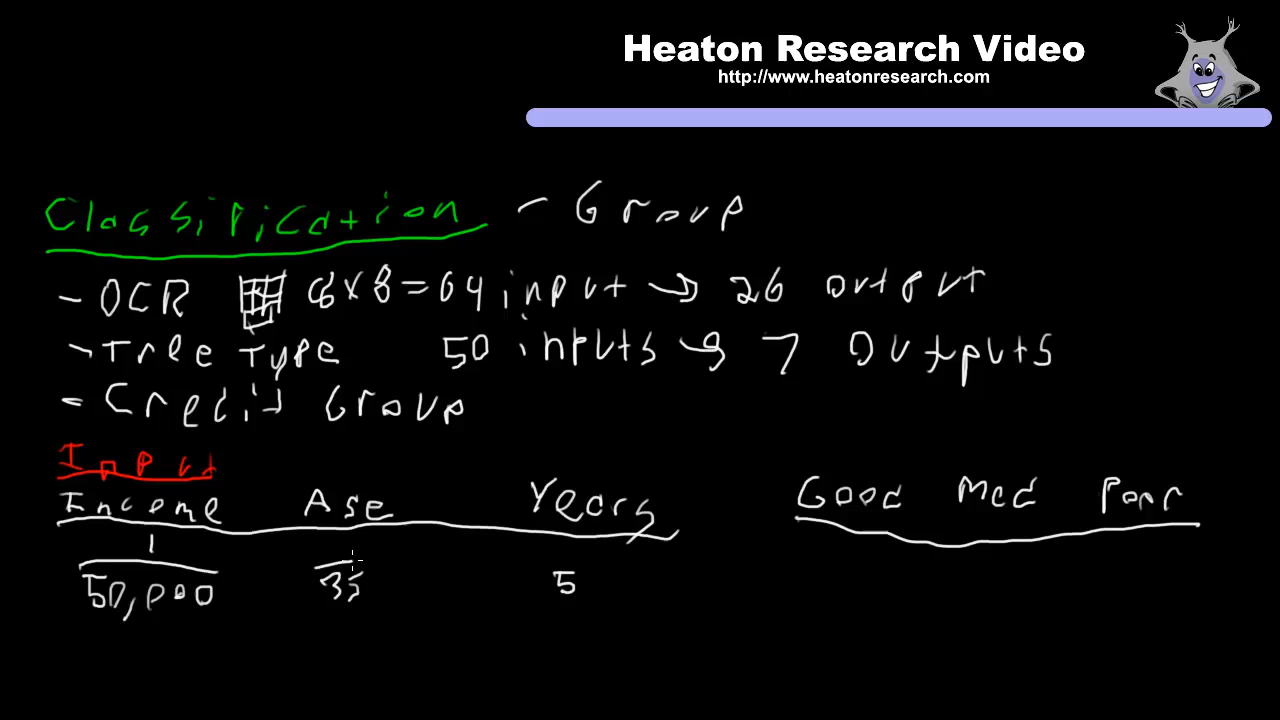 Heaton Research Video
http://www.heatonresearch.com
Classification - Group
- OCR 8x8=64 input → 26 output
- Tree Type 50 inputs → 7 Outputs
- Credit Group
Input
Income Age Years Good Med Poor
1
50,000 35 5